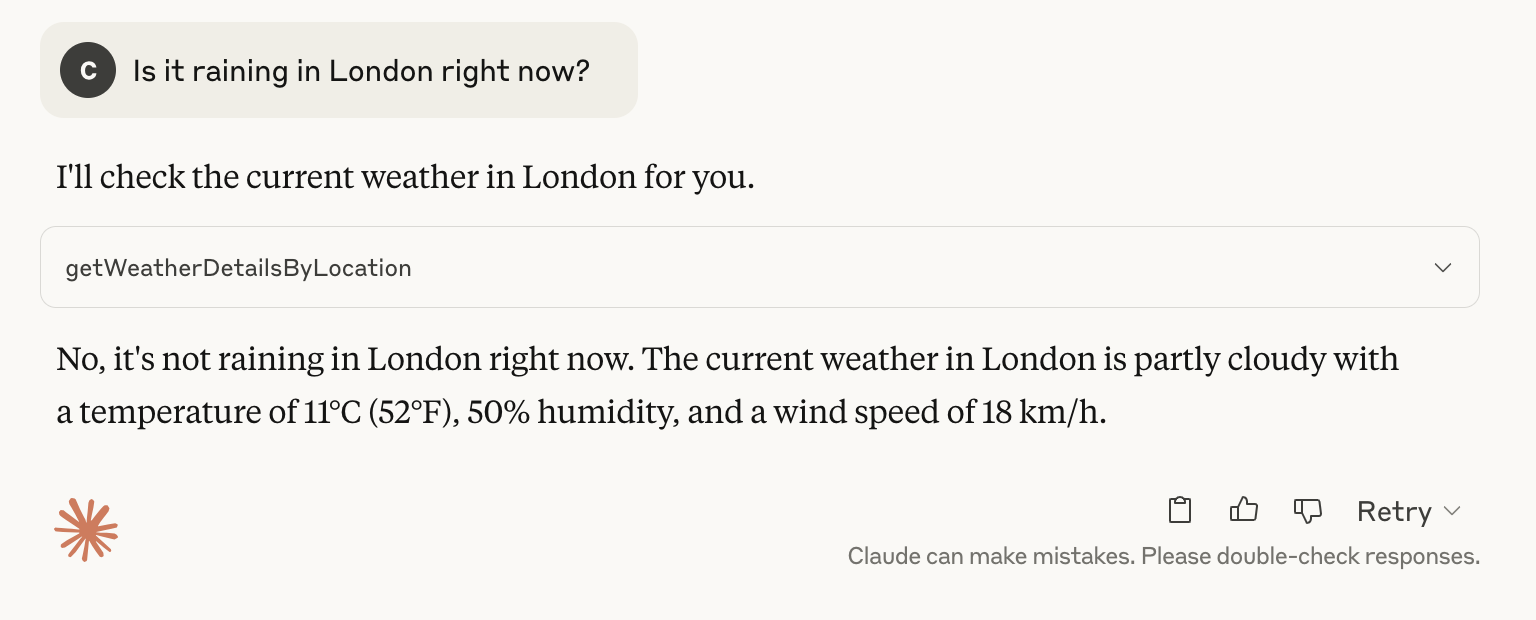 C
Is it raining in London right now?
I'll check the current weather in London for you.
getWeatherDetailsByLocation
No, it's not raining in London right now. The current weather in London is partly cloudy with
a temperature of 11°C (52°F), 50% humidity, and a wind speed of 18 km/h.
Retry
Claude can make mistakes. Please double-check responses.